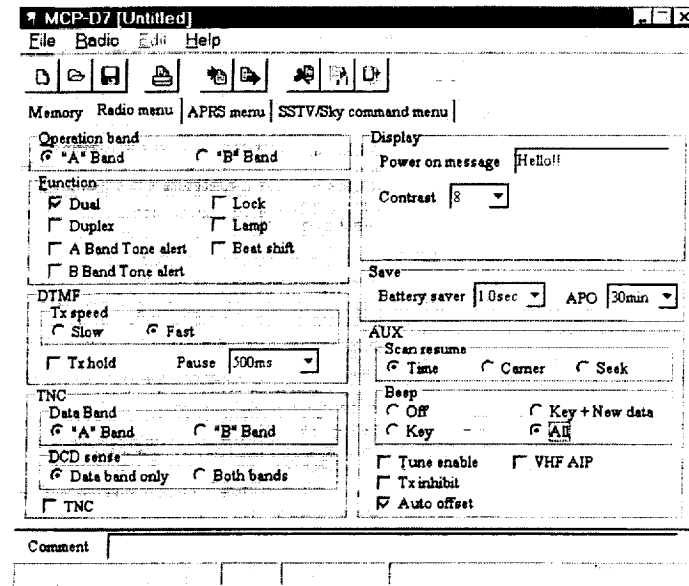 MCP-D7 [Untitled]
File Radio Edit Help
Memory Radio menu APRS menu SSTV/Sky command menu
Operation band
"A" Band "B" Band
Function
Dual Lock
Duplex Lamp
A Band Tone alert Beat shift
B Band Tone alert
DTMF
Tx speed
Slow Fast
Tx hold Pause 500ms
TNC
Data Band
"A" Band "B" Band
DCD sense
Data band only Both bands
TNC
Display
Power on message Hello!!
Contrast 8
Save
Battery saver 1.0sec APO 30min
AUX
Scan resume
Time Carrier Seek
Beep
Off Key + New data
Key All
Tune enable VHF AIP
Tx inhibit
Auto offset
Comment